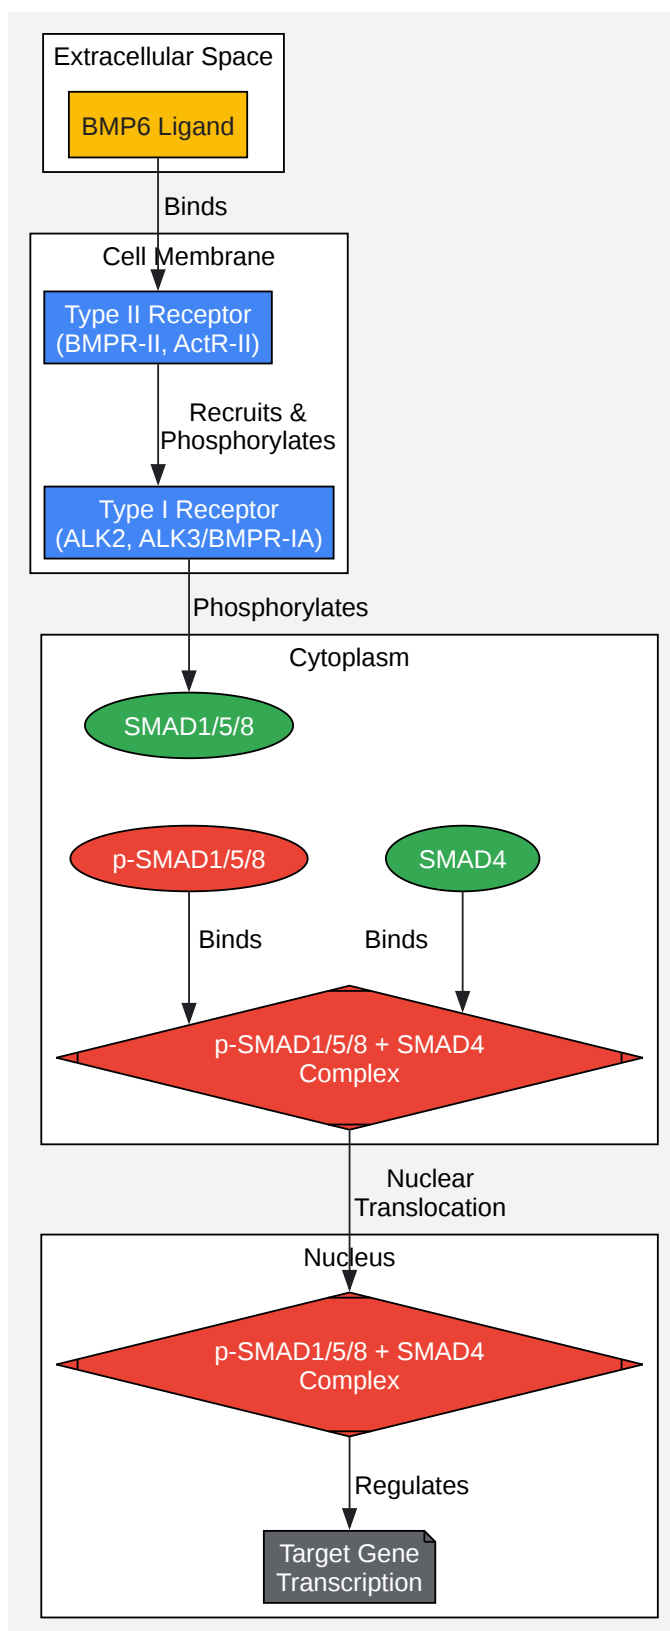 Extracellular Space
BMP6 Ligand
Binds
Cell Membrane
Type II Receptor
(BMPR-II, ActR-II)
Recruits &
Phosphorylates
Type I Receptor
(ALK2, ALK3/BMPR-IA)
Phosphorylates
Cytoplasm
SMAD1/5/8
p-SMAD1/5/8
SMAD4
Binds
Binds
p-SMAD1/5/8 + SMAD4
Complex
Nuclear
Translocation
Nucleus
p-SMAD1/5/8 + SMAD4
Complex
Regulates
Target Gene
Transcription